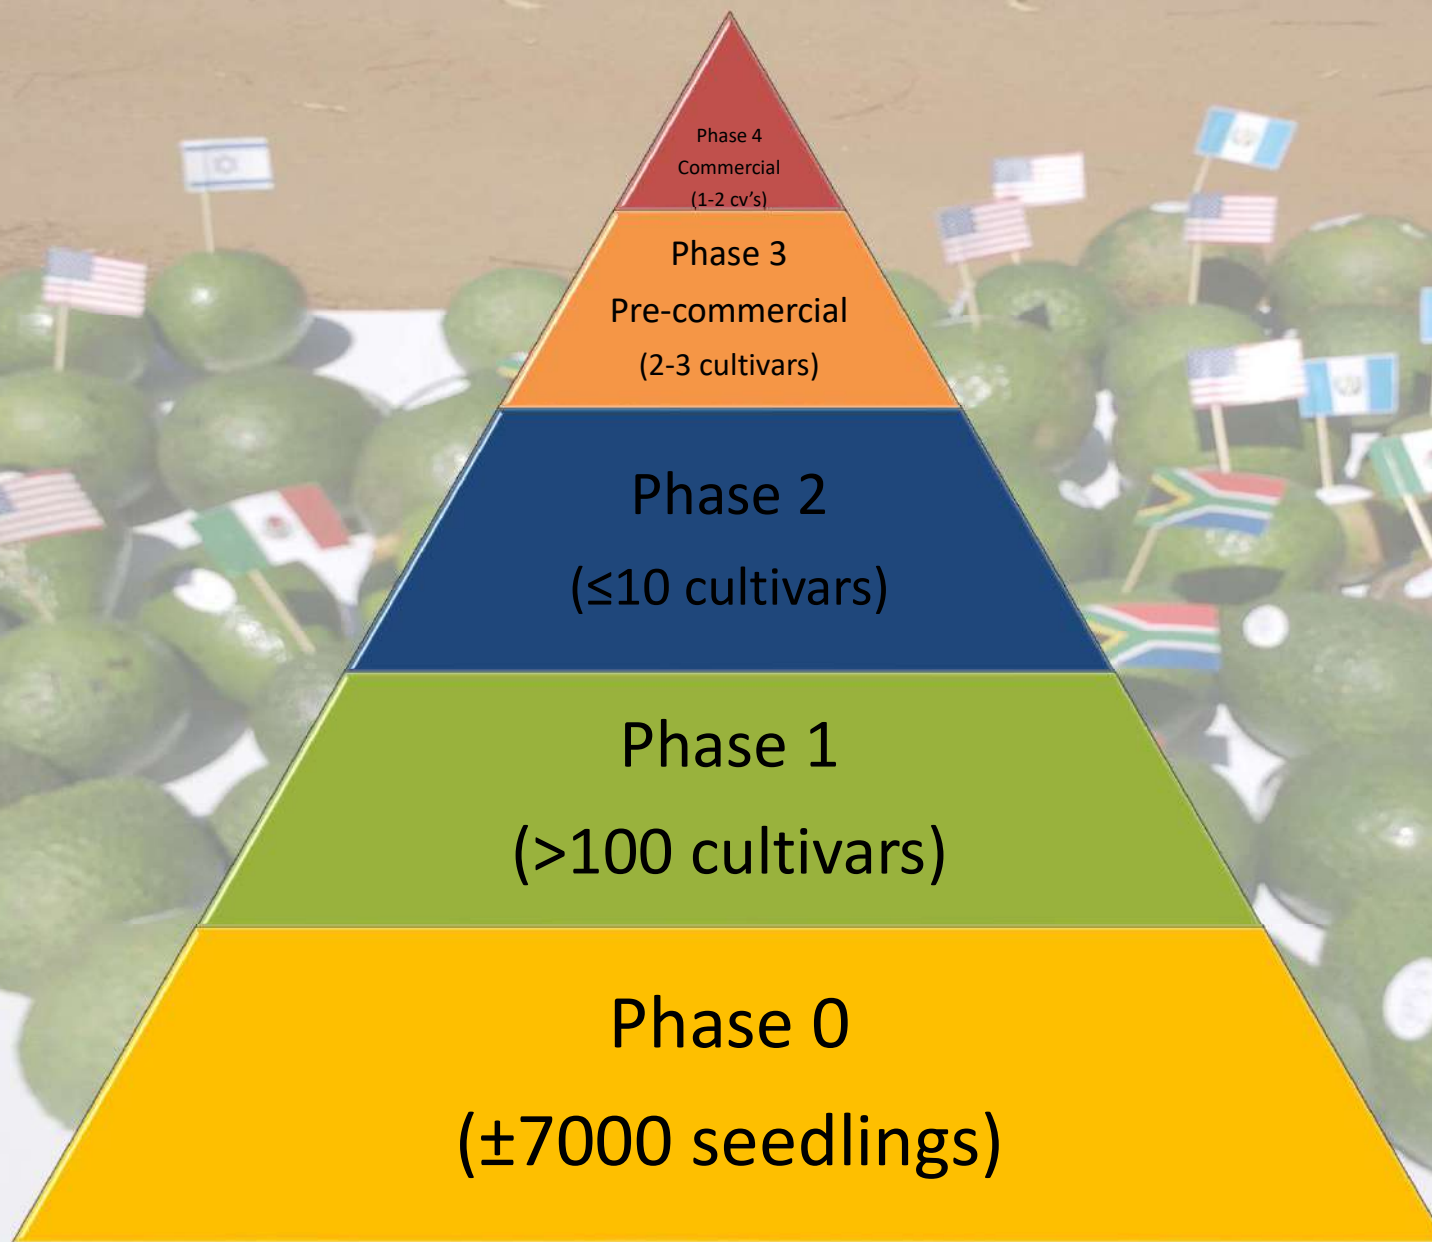 Phase 4
Commercial
(1-2 cv’s)
Phase 3
Pre-commercial
(2-3 cultivars)
Phase 2
(≤10 cultivars)
Phase 1
(>100 cultivars)
Phase 0
(±7000 seedlings)